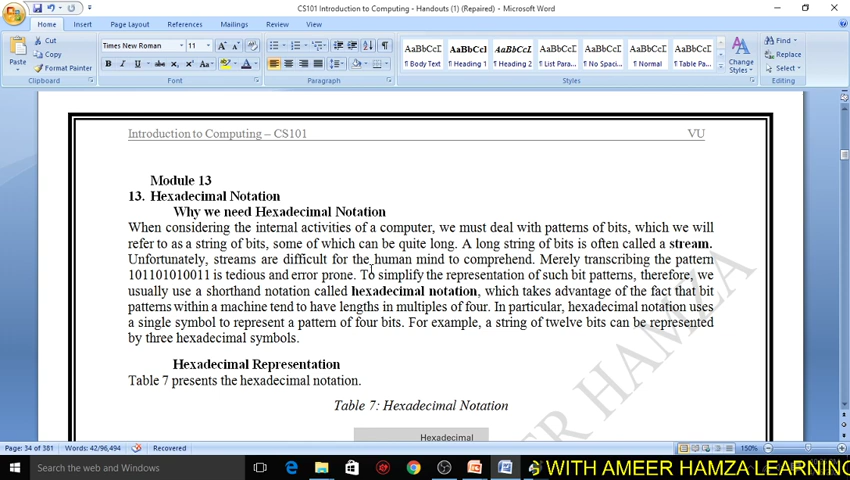 CS101 Introduction to Computing - Handouts (1) (Repaired) - Microsoft Word
Home Insert Page Layout References Mailings Review View
Cut
Copy
Format Painter
Paste
Clipboard
Times New Roman 11
Font
Paragraph
AaBbCcD AaBbCcI AaBbCcL AaBbCcD AaBbCcD AaBbCcD AaBbCcD
¶ Body Text ¶ Heading 1 ¶ Heading 2 ¶ List Para... ¶ No Spaci... ¶ Normal ¶ Table Pa...
Styles
Change
Styles
Find
Replace
Select
Editing
Introduction to Computing – CS101 VU
Module 13
13. Hexadecimal Notation
Why we need Hexadecimal Notation
When considering the internal activities of a computer, we must deal with patterns of bits, which we will
refer to as a string of bits, some of which can be quite long. A long string of bits is often called a stream.
Unfortunately, streams are difficult for the human mind to comprehend. Merely transcribing the pattern
101101010011 is tedious and error prone. To simplify the representation of such bit patterns, therefore, we
usually use a shorthand notation called hexadecimal notation, which takes advantage of the fact that bit
patterns within a machine tend to have lengths in multiples of four. In particular, hexadecimal notation uses
a single symbol to represent a pattern of four bits. For example, a string of twelve bits can be represented
by three hexadecimal symbols.
Hexadecimal Representation
Table 7 presents the hexadecimal notation.
Table 7: Hexadecimal Notation
Hexadecimal
ER HAMZA
Page: 34 of 381 Words: 42/96,494 Recovered 150%
Search the web and Windows
WITH AMEER HAMZA LEARNING